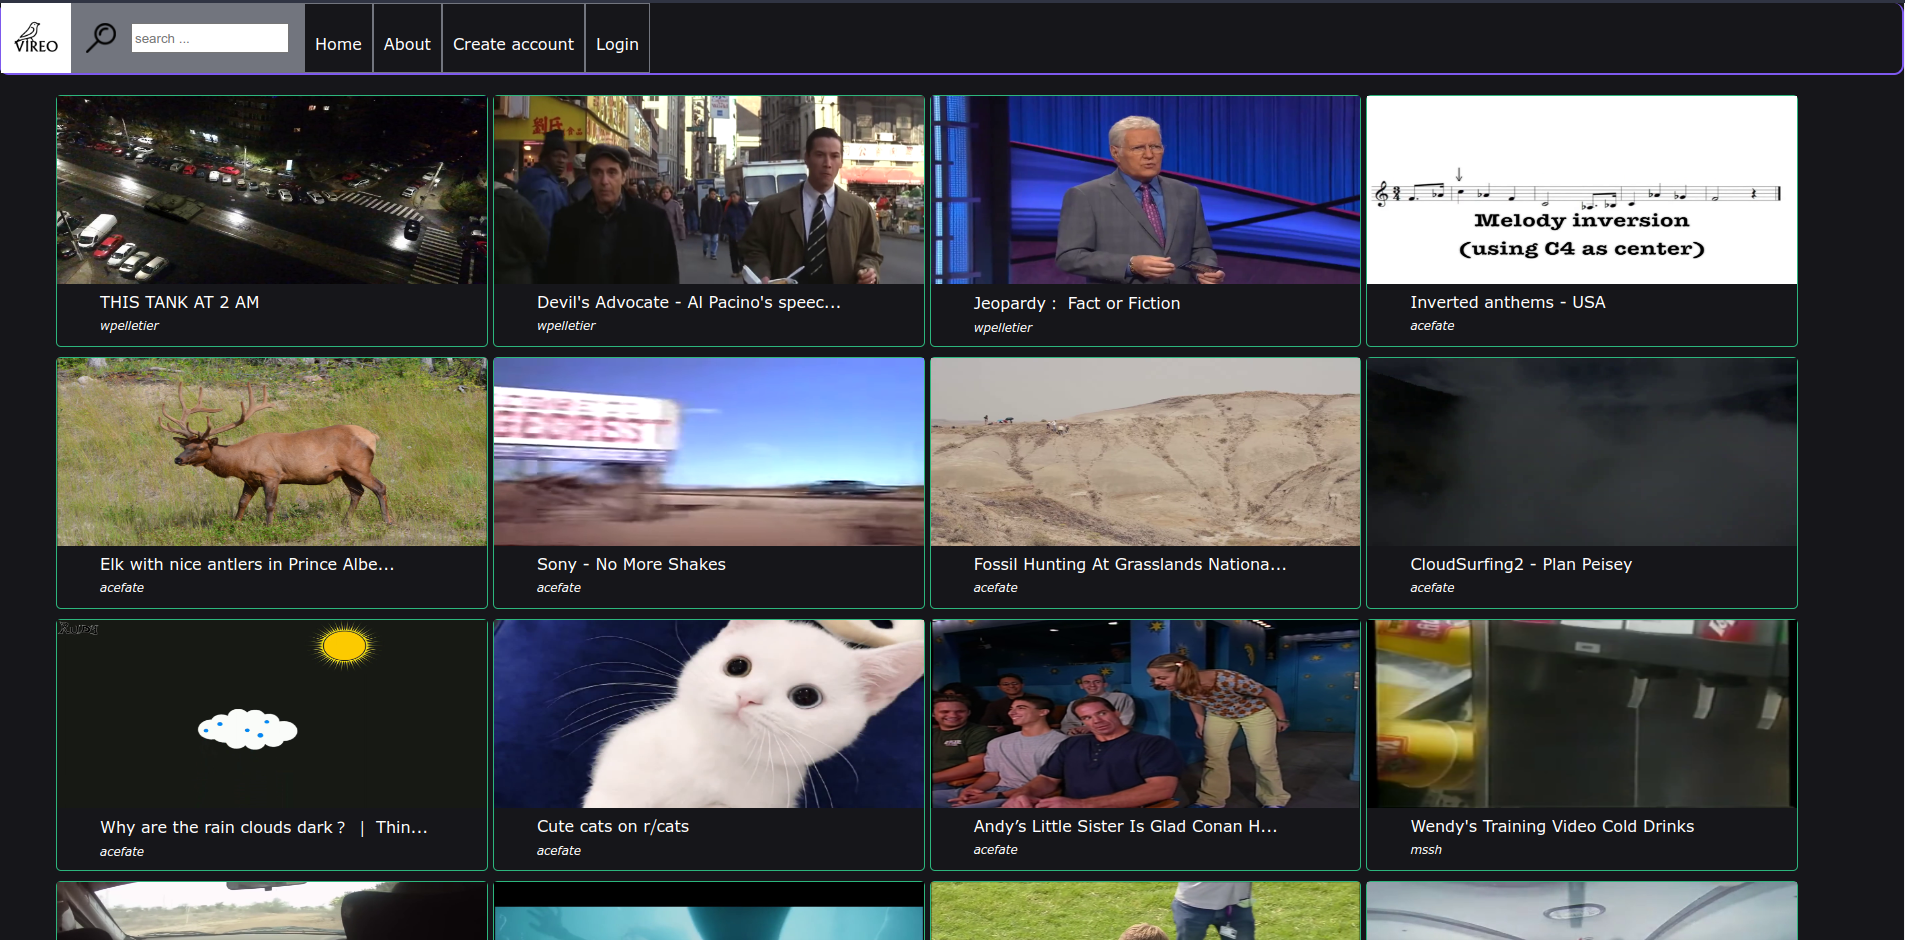 VIREO
search ...
Home
About
Create account
Login
劉氏食品
Melody inversion
(using C4 as center)
THIS TANK AT 2 AM
wpelletier
Devil's Advocate - Al Pacino's speec...
wpelletier
Jeopardy : Fact or Fiction
wpelletier
Inverted anthems - USA
acefate
Elk with nice antlers in Prince Albe...
acefate
Sony - No More Shakes
acefate
Fossil Hunting At Grasslands Nationa...
acefate
CloudSurfing2 - Plan Peisey
acefate
Why are the rain clouds dark ?  |  Thin...
acefate
Cute cats on r/cats
acefate
Andy’s Little Sister Is Glad Conan H...
acefate
Wendy's Training Video Cold Drinks
mssh